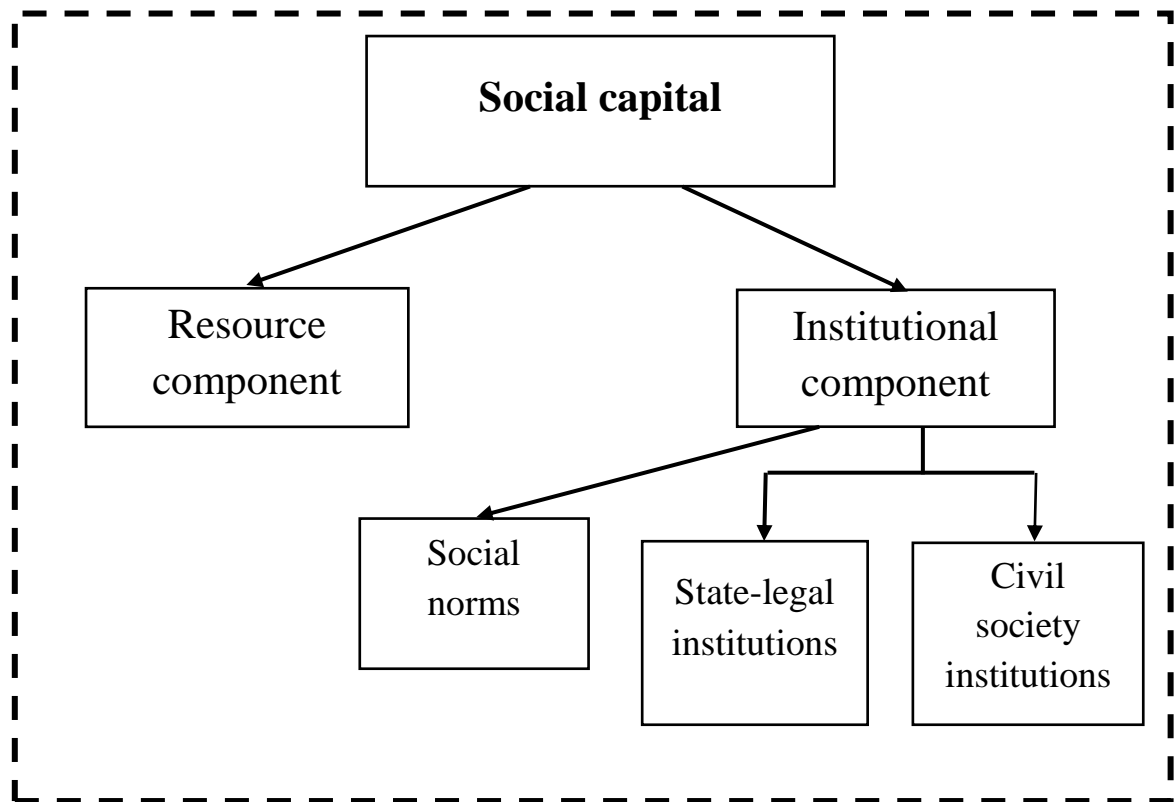 Social capital
Resource
component
Institutional
component
Social
norms
State-legal
institutions
Civil
society
institutions